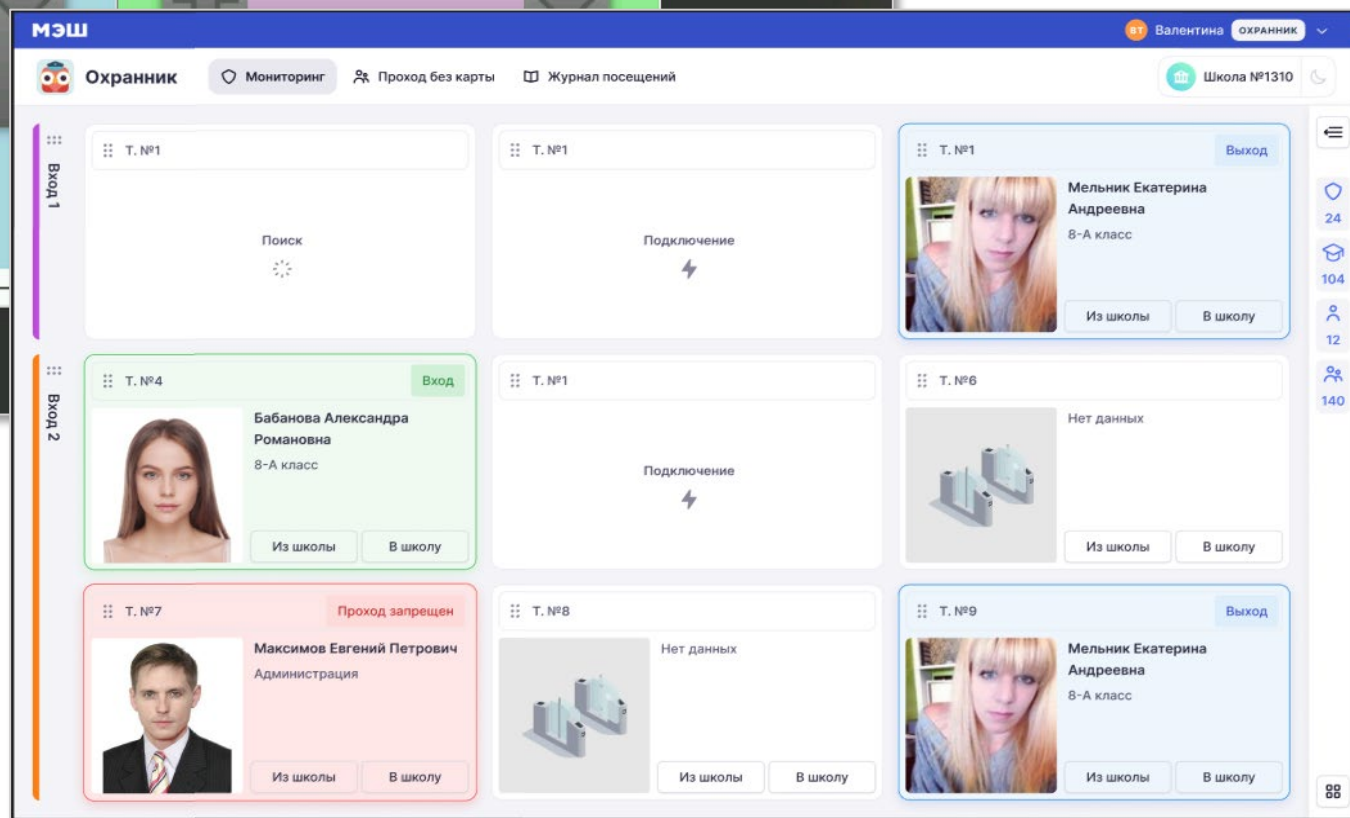 МЭШ
ВТ Валентина ОХРАННИК
Охранник Мониторинг Проход без карты Журнал посещений
Школа №1310
Вход 1
Т. №1
Поиск
Т. №1
Подключение
Т. №1 Выход
Мельник Екатерина
Андреевна
8-А класс
Из школы В школу
Вход 2
Т. №4 Вход
Бабанова Александра
Романовна
8-А класс
Из школы В школу
Т. №1
Подключение
Т. №6
Нет данных
Из школы В школу
Т. №7 Проход запрещен
Максимов Евгений Петрович
Администрация
Из школы В школу
Т. №8
Нет данных
Из школы В школу
Т. №9 Выход
Мельник Екатерина
Андреевна
8-А класс
Из школы В школу
24
104
12
140